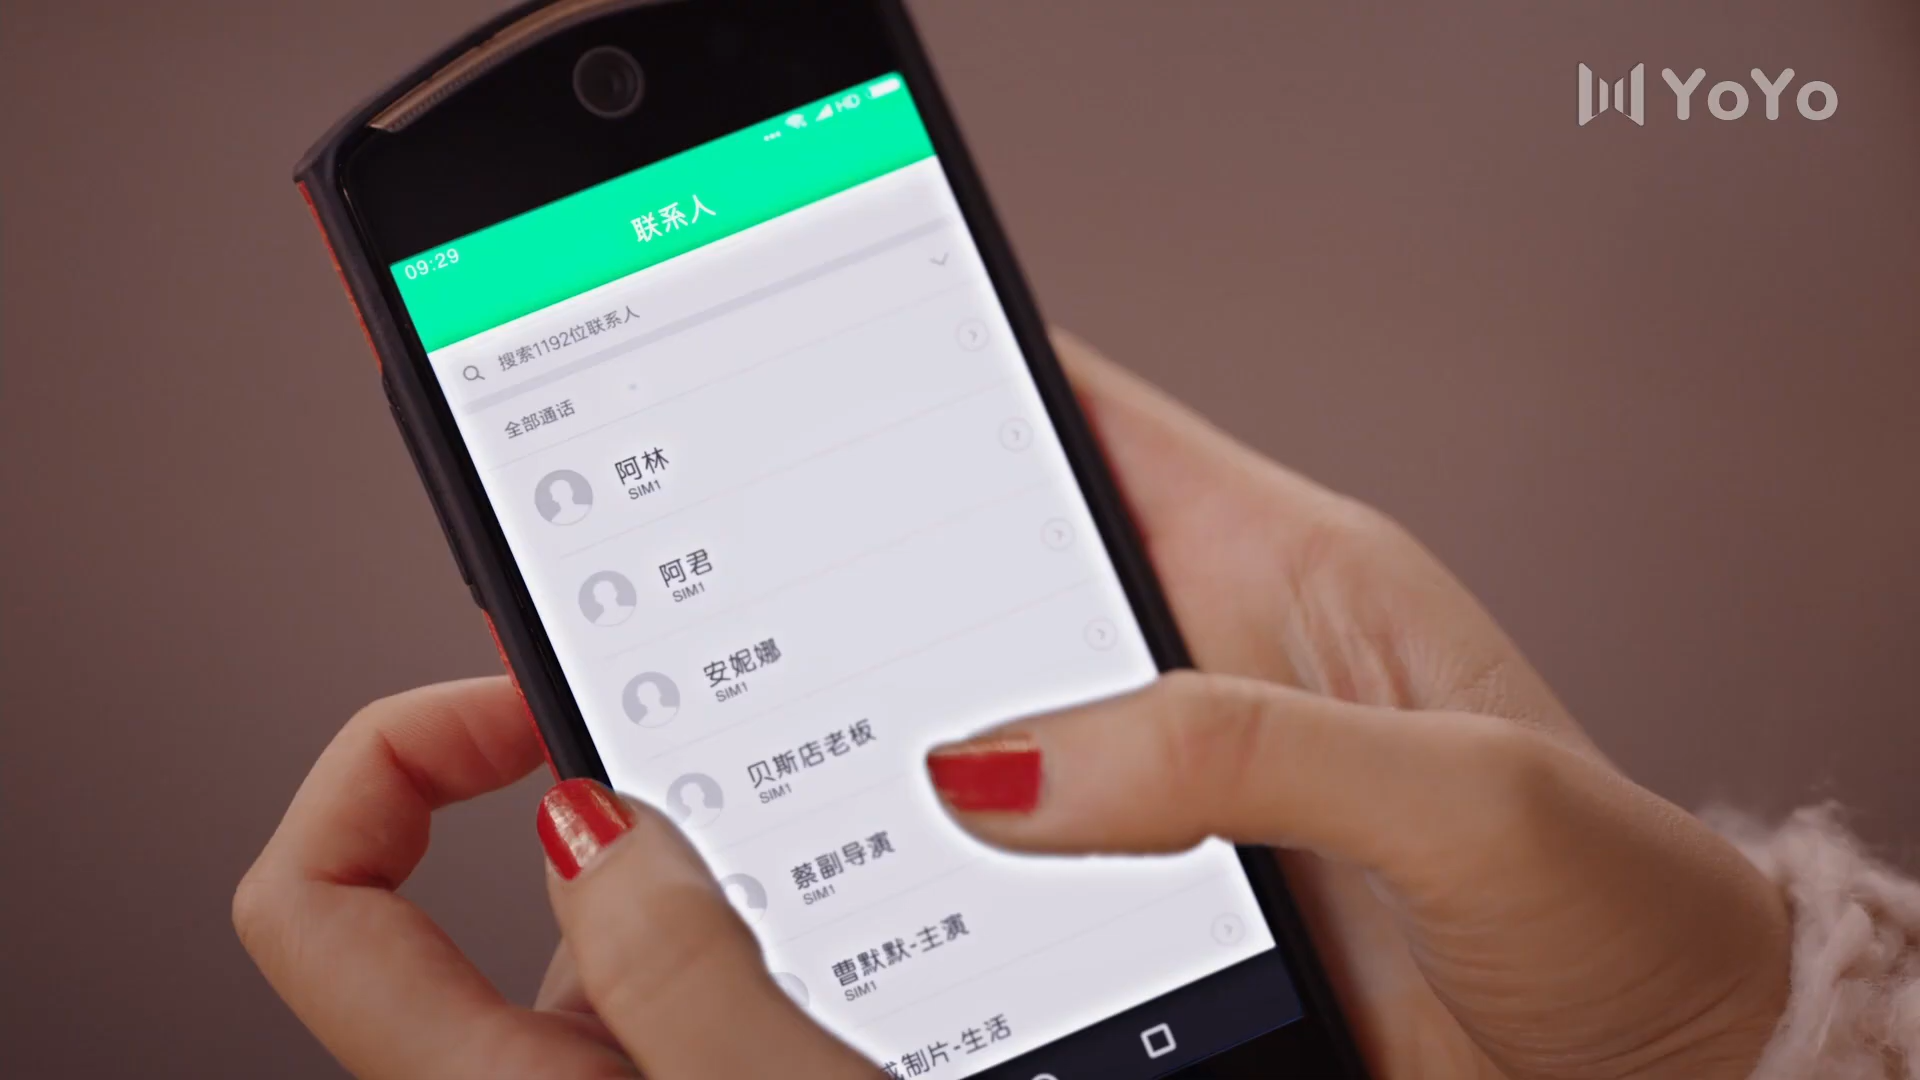 YoYo
HD
09:29
联系人
搜索1192位联系人
全部通话
阿林
SIM1
阿君
SIM1
安妮娜
SIM1
贝斯店老板
SIM1
蔡副导演
SIM1
曹默默-主演
SIM1
制片-生活